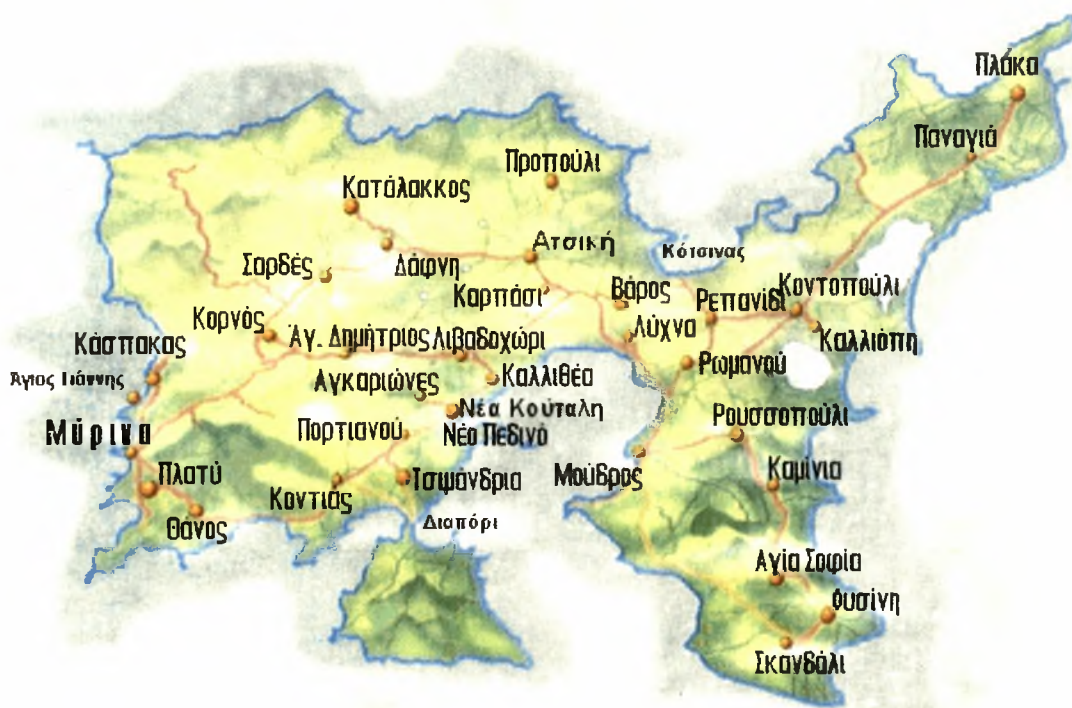 Πλάκα
Παναγιά
Προπούλι
Κατάλακκος
Ατσική
Κότσινας
Δάφνη
Σαρδές
Καρπάσι
Βάρος
Ρεπανίδι
Κοντοπούλι
Κορνός
Άγ. Δημήτριος
Λιβαδοχώρι
Λύχνα
Καλλιόπη
Κάσπακας
Ρωμανού
Άγιος Γιάννης
Αγκαριώνες
Καλλιθέα
Νέα Κούταλη
Ρουσσοπούλι
Μύρινα
Πορτιανού
Νέο Πεδινό
Πλατύ
Τσιμάνδρια
Μούδρος
Καμίνια
Κοντιάς
Θάνος
Διαπόρι
Αγία Σοφία
Φυσίνη
Σκανδάλι